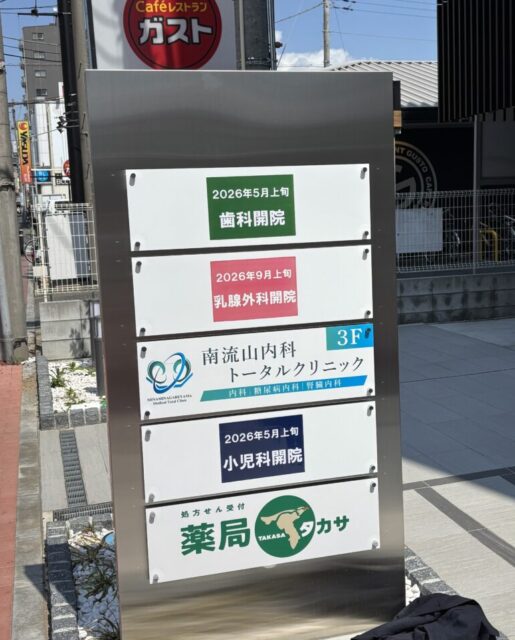 Caféレストラン
ガスト
2026年5月上旬
歯科開院
2026年9月上旬
乳腺外科開院
3F
南流山内科
トータルクリニック
MINAMINAGAREYAMA
Medical Total Clinic
内科|糖尿病内科|腎臓内科
2026年5月上旬
小児科開院
処方せん受付
薬局
TAKASA
タカサ